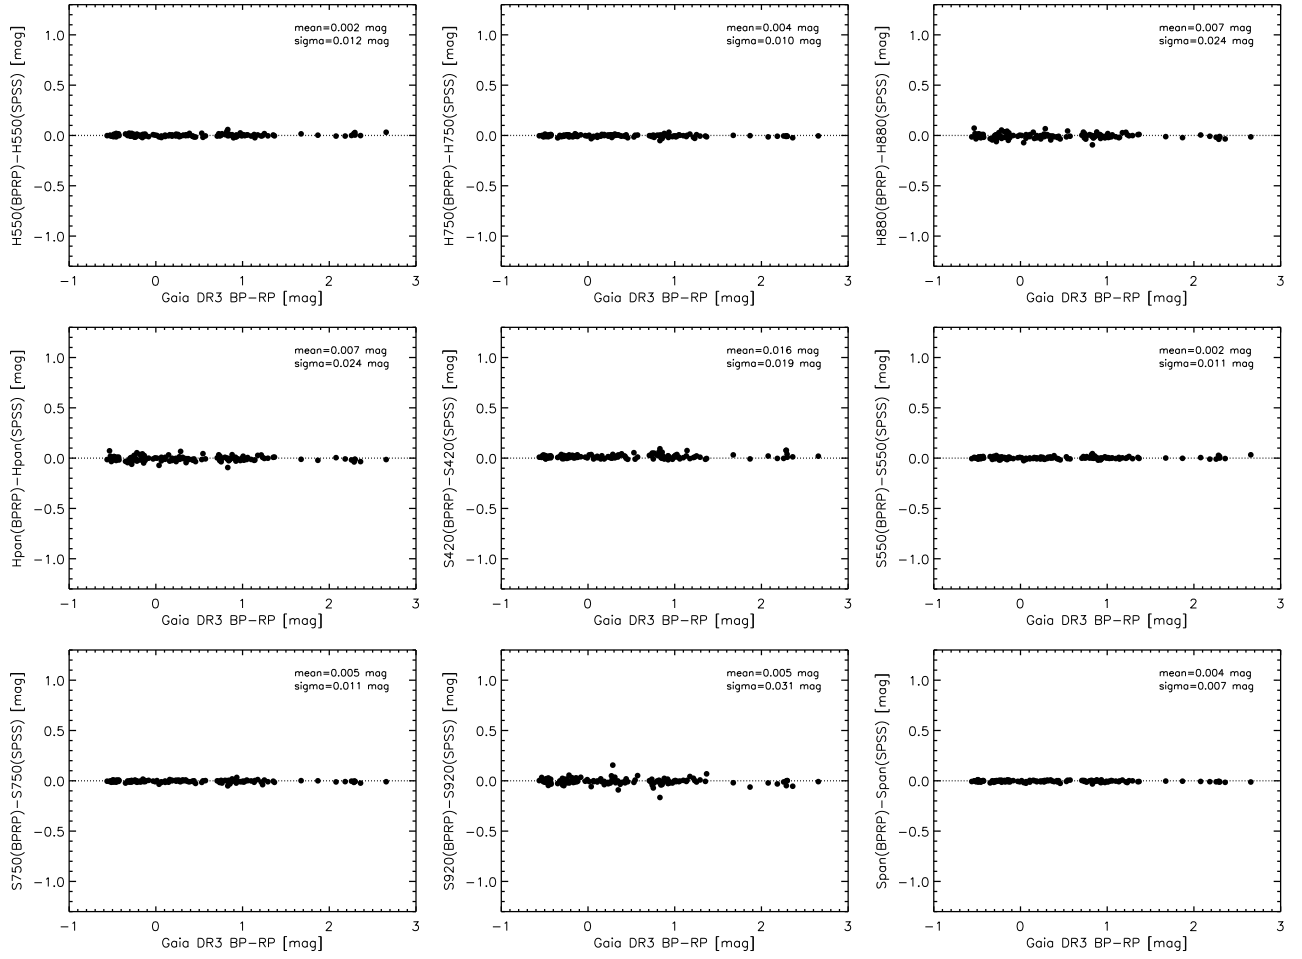 mean=0.002 mag
sigma=0.012 mag
H550(BPRP)−H550(SPSS) [mag]
1.0
0.5
0.0
−0.5
−1.0
−1 0 1 2 3
Gaia DR3 BP−RP [mag]
mean=0.004 mag
sigma=0.010 mag
H750(BPRP)−H750(SPSS) [mag]
1.0
0.5
0.0
−0.5
−1.0
−1 0 1 2 3
Gaia DR3 BP−RP [mag]
mean=0.007 mag
sigma=0.024 mag
H880(BPRP)−H880(SPSS) [mag]
1.0
0.5
0.0
−0.5
−1.0
−1 0 1 2 3
Gaia DR3 BP−RP [mag]
mean=0.007 mag
sigma=0.024 mag
Hpan(BPRP)−Hpan(SPSS) [mag]
1.0
0.5
0.0
−0.5
−1.0
−1 0 1 2 3
Gaia DR3 BP−RP [mag]
mean=0.016 mag
sigma=0.019 mag
S420(BPRP)−S420(SPSS) [mag]
1.0
0.5
0.0
−0.5
−1.0
−1 0 1 2 3
Gaia DR3 BP−RP [mag]
mean=0.002 mag
sigma=0.011 mag
S550(BPRP)−S550(SPSS) [mag]
1.0
0.5
0.0
−0.5
−1.0
−1 0 1 2 3
Gaia DR3 BP−RP [mag]
mean=0.005 mag
sigma=0.011 mag
S750(BPRP)−S750(SPSS) [mag]
1.0
0.5
0.0
−0.5
−1.0
−1 0 1 2 3
Gaia DR3 BP−RP [mag]
mean=0.005 mag
sigma=0.031 mag
S920(BPRP)−S920(SPSS) [mag]
1.0
0.5
0.0
−0.5
−1.0
−1 0 1 2 3
Gaia DR3 BP−RP [mag]
mean=0.004 mag
sigma=0.007 mag
Span(BPRP)−Span(SPSS) [mag]
1.0
0.5
0.0
−0.5
−1.0
−1 0 1 2 3
Gaia DR3 BP−RP [mag]